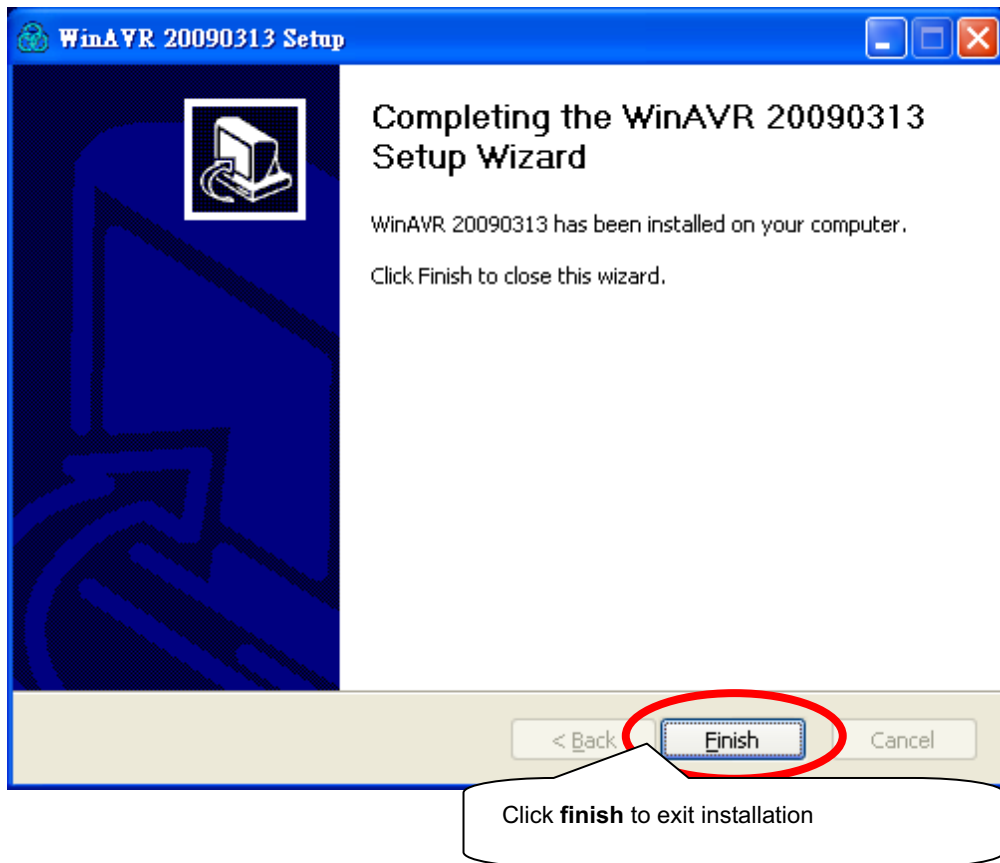 WinAVR 20090313 Setup
Completing the WinAVR 20090313
Setup Wizard
WinAVR 20090313 has been installed on your computer.
Click Finish to close this wizard.
< Back
Finish
Cancel
Click finish to exit installation